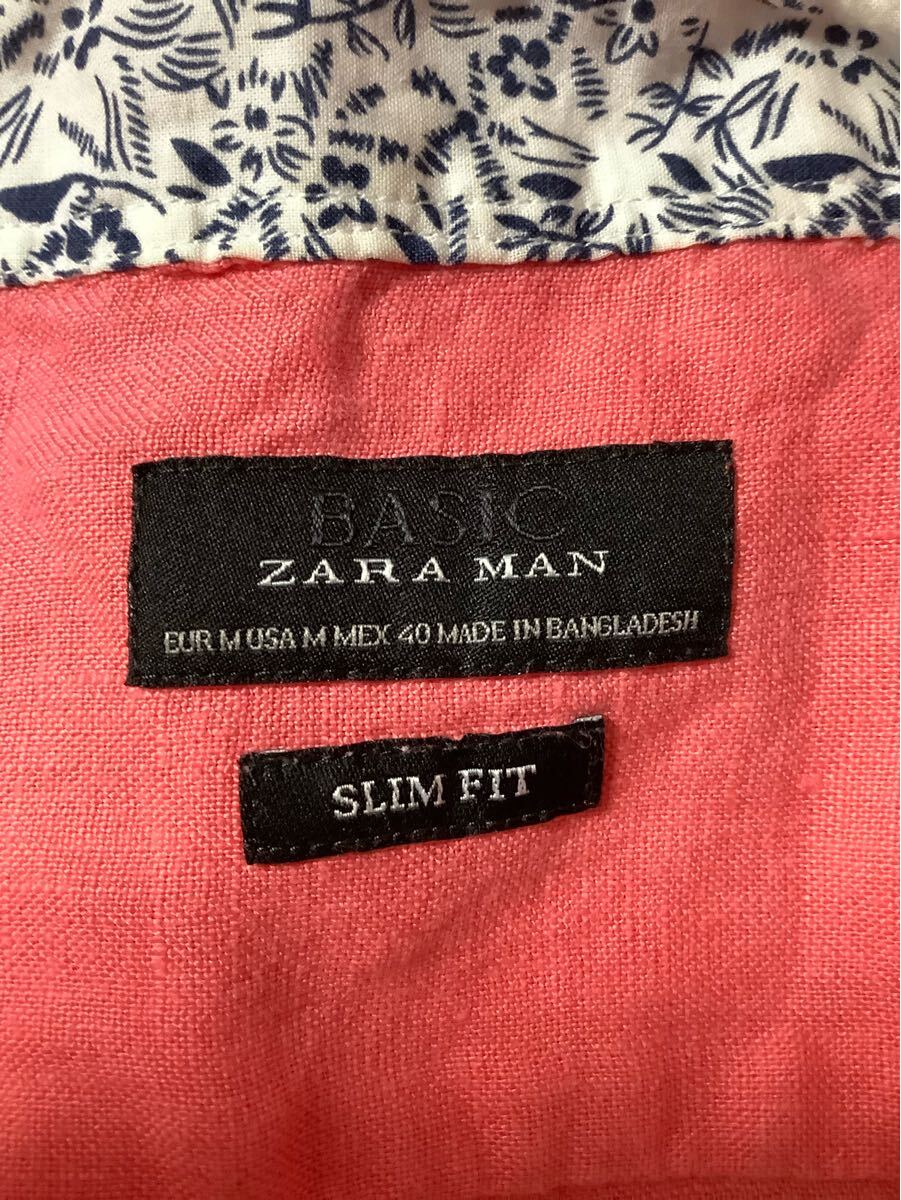 BASIC
ZARA MAN
EUR M USA M MEX 40 MADE IN BANGLADESH
SLIM FIT